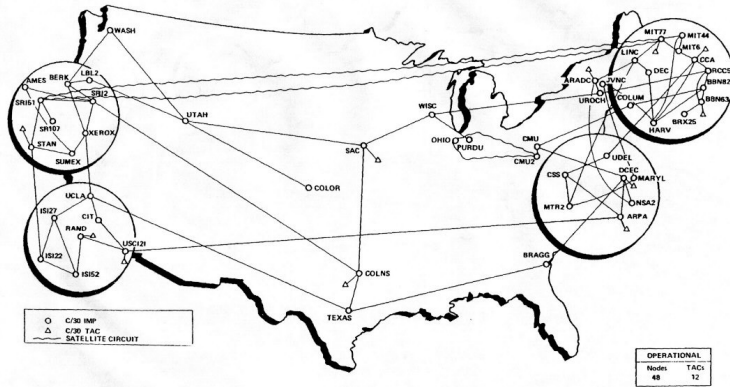 WASH
MIT77
MIT44
MIT6
LINC
CCA
LBL2
BERK
AMES
RCC5
ARADC
JVNC
DEC
BBN82
SRI2
SRI51
UROCH
COLUM
BBN63
WISC
UTAH
SRI07
XEROX
HARV
BRX25
STAN
OHIO
PURDU
CMU
SAC
SUMEX
CMU2
UDEL
DCEC
CSS
MARYL
COLOR
UCLA
NSA2
MTR2
ISI27
CIT
ARPA
RAND
USCI21
ISI22
BRAGG
ISI52
COLNS
TEXAS
C/30 IMP
C/30 TAC
SATELLITE CIRCUIT
OPERATIONAL
Nodes TACs
48 12